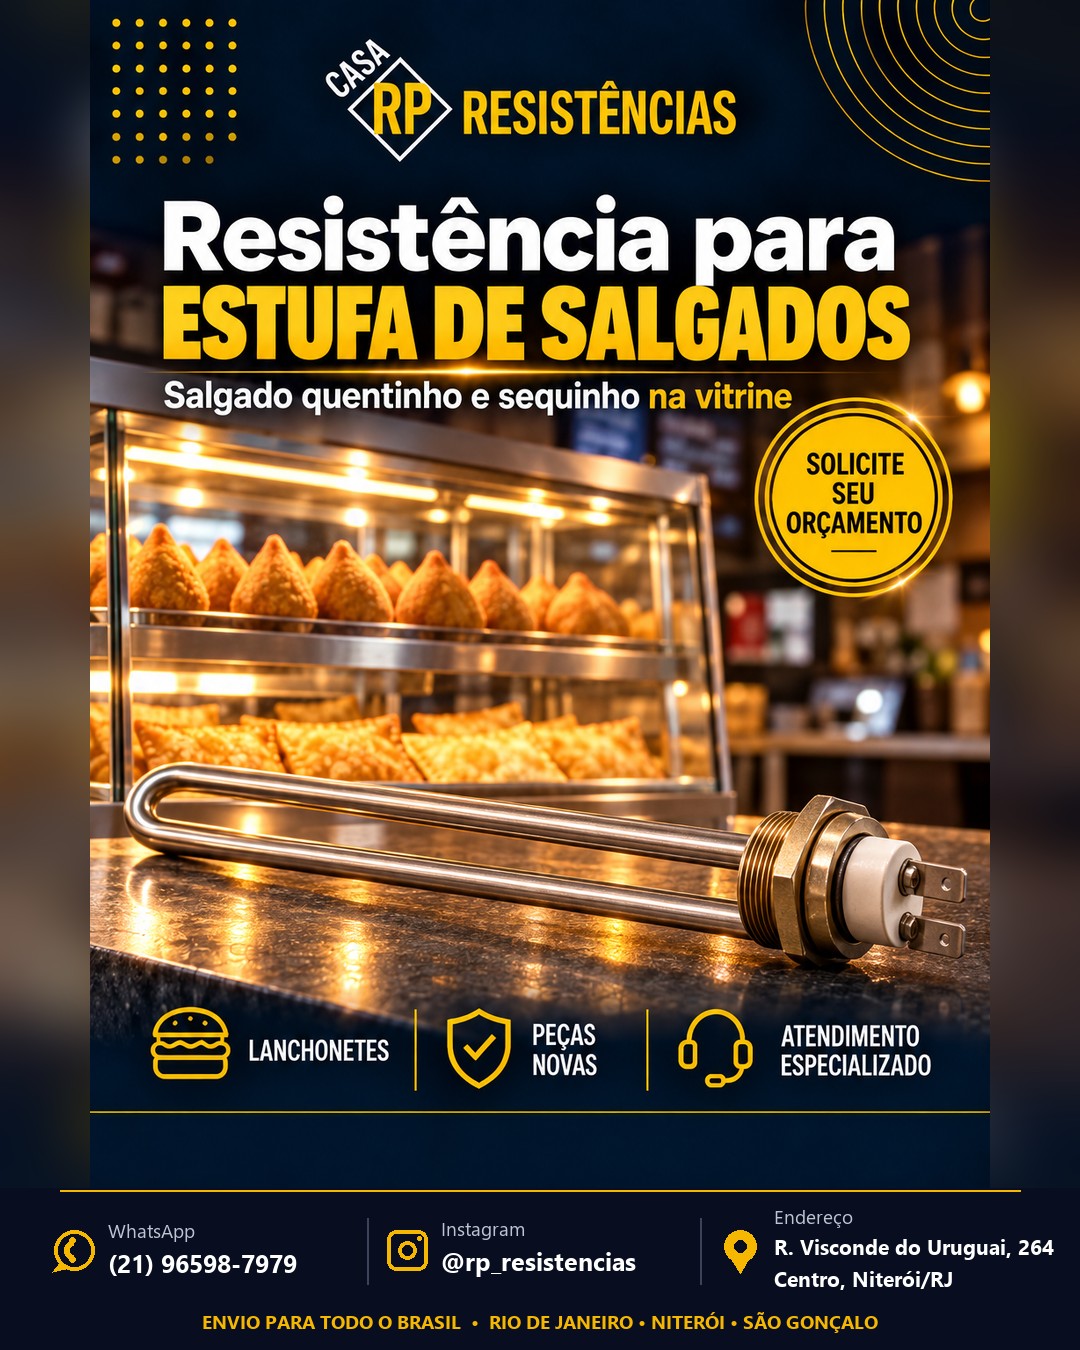 CASA
RP RESISTÊNCIAS
Resistência para
ESTUFA DE SALGADOS
Salgado quentinho e sequinho na vitrine
SOLICITE
SEU
ORÇAMENTO
LANCHONETES
PEÇAS
NOVAS
ATENDIMENTO
ESPECIALIZADO
WhatsApp
(21) 96598-7979
Instagram
@rp_resistencias
Endereço
R. Visconde do Uruguai, 264
Centro, Niterói/RJ
ENVIO PARA TODO O BRASIL • RIO DE JANEIRO • NITERÓI • SÃO GONÇALO